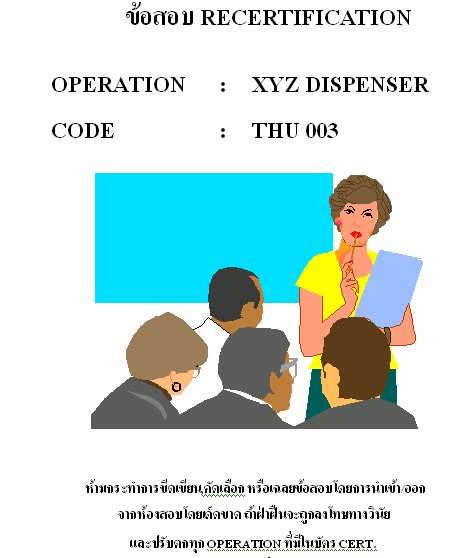 ข้อสอบ RECERTIFICATION
OPERATION : XYZ DISPENSER
CODE : THU 003
ห้ามกระทำการขีดเขียน,คัดเลือก หรือเฉลยข้อสอบโดยการนำเข้า/ออก
จากห้องสอบโดยเด็ดขาด ถ้าฝ่าฝืนจะถูกลงโทษทางวินัย
และปรับตกทุก OPERATION ที่มีในบัตร CERT.